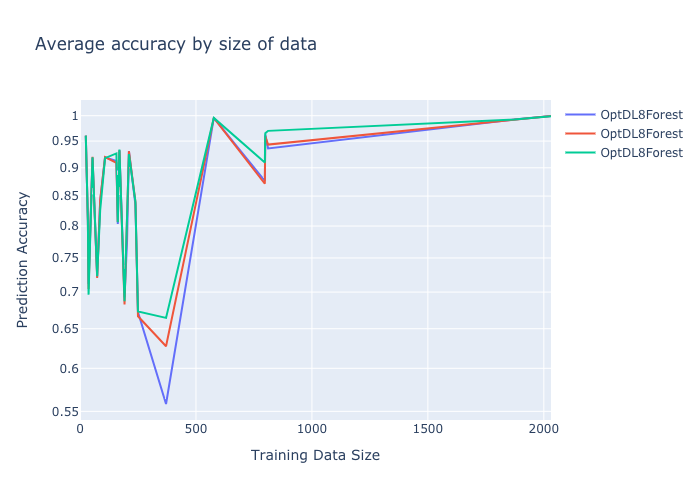 Average accuracy by size of data
OptDL8Forest
OptDL8Forest
OptDL8Forest
1
0.95
0.9
0.85
0.8
0.75
0.7
0.65
0.6
0.55
Prediction Accuracy
0
500
1000
1500
2000
Training Data Size